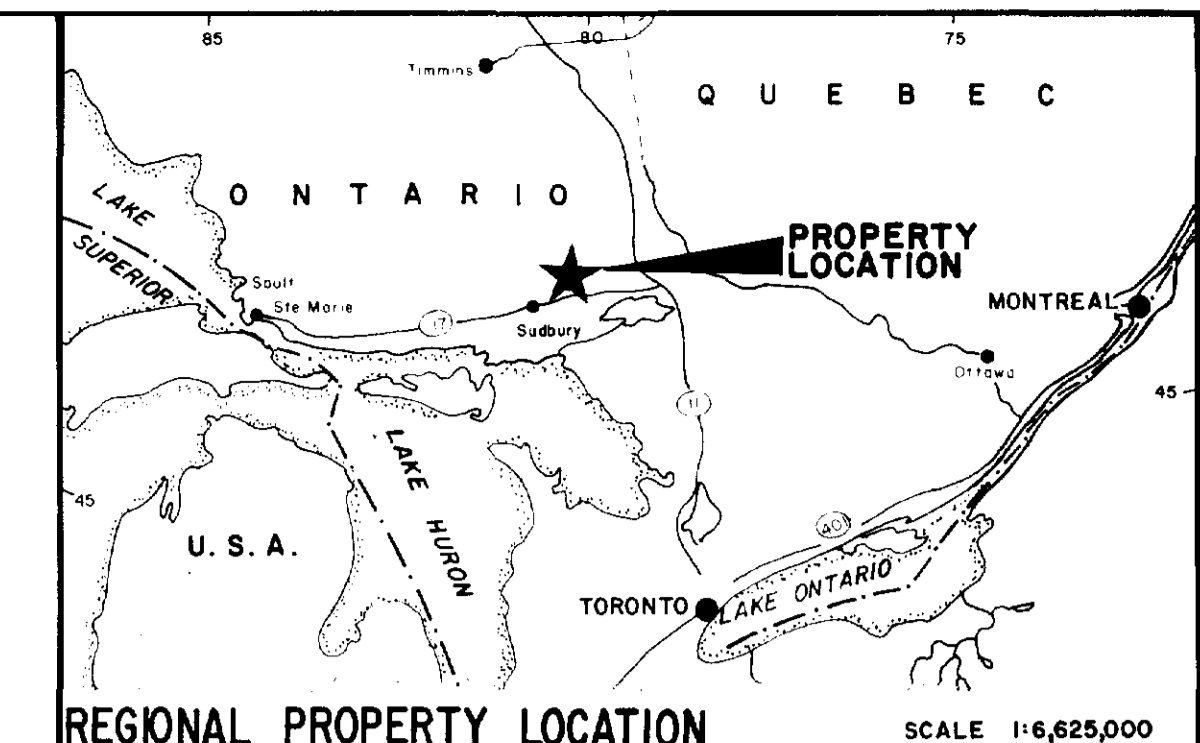 85
80
75
Timmins
QUEBEC
ONTARIO
LAKE
SUPERIOR
PROPERTY
LOCATION
Sault
Ste Marie
17
Sudbury
MONTREAL
Ottawa
45
11
LAKE HURON
45
U.S.A.
401
TORONTO
LAKE ONTARIO
REGIONAL PROPERTY LOCATION
SCALE 1:6,625,000